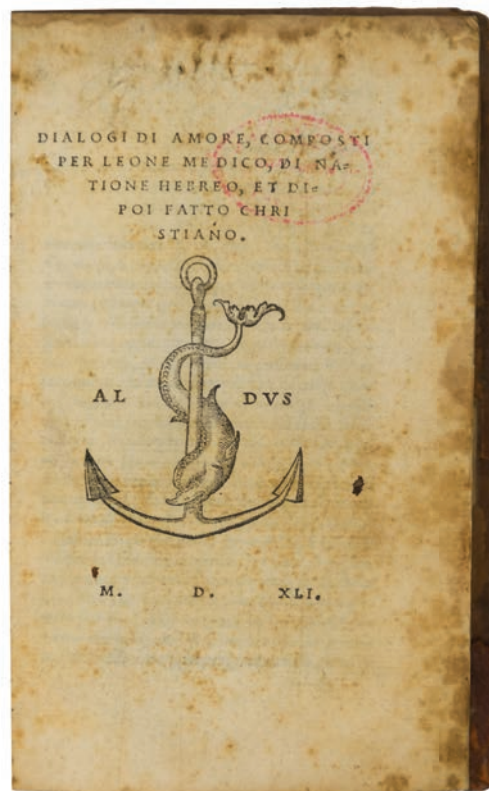 DIALOGI DI AMORE, COMPOSTI
PER LEONE MEDICO, DI NA=
TIONE HEBREO, ET DI=
POI FATTO CHRI
STIANO.
AL DVS
M. D. XLI.